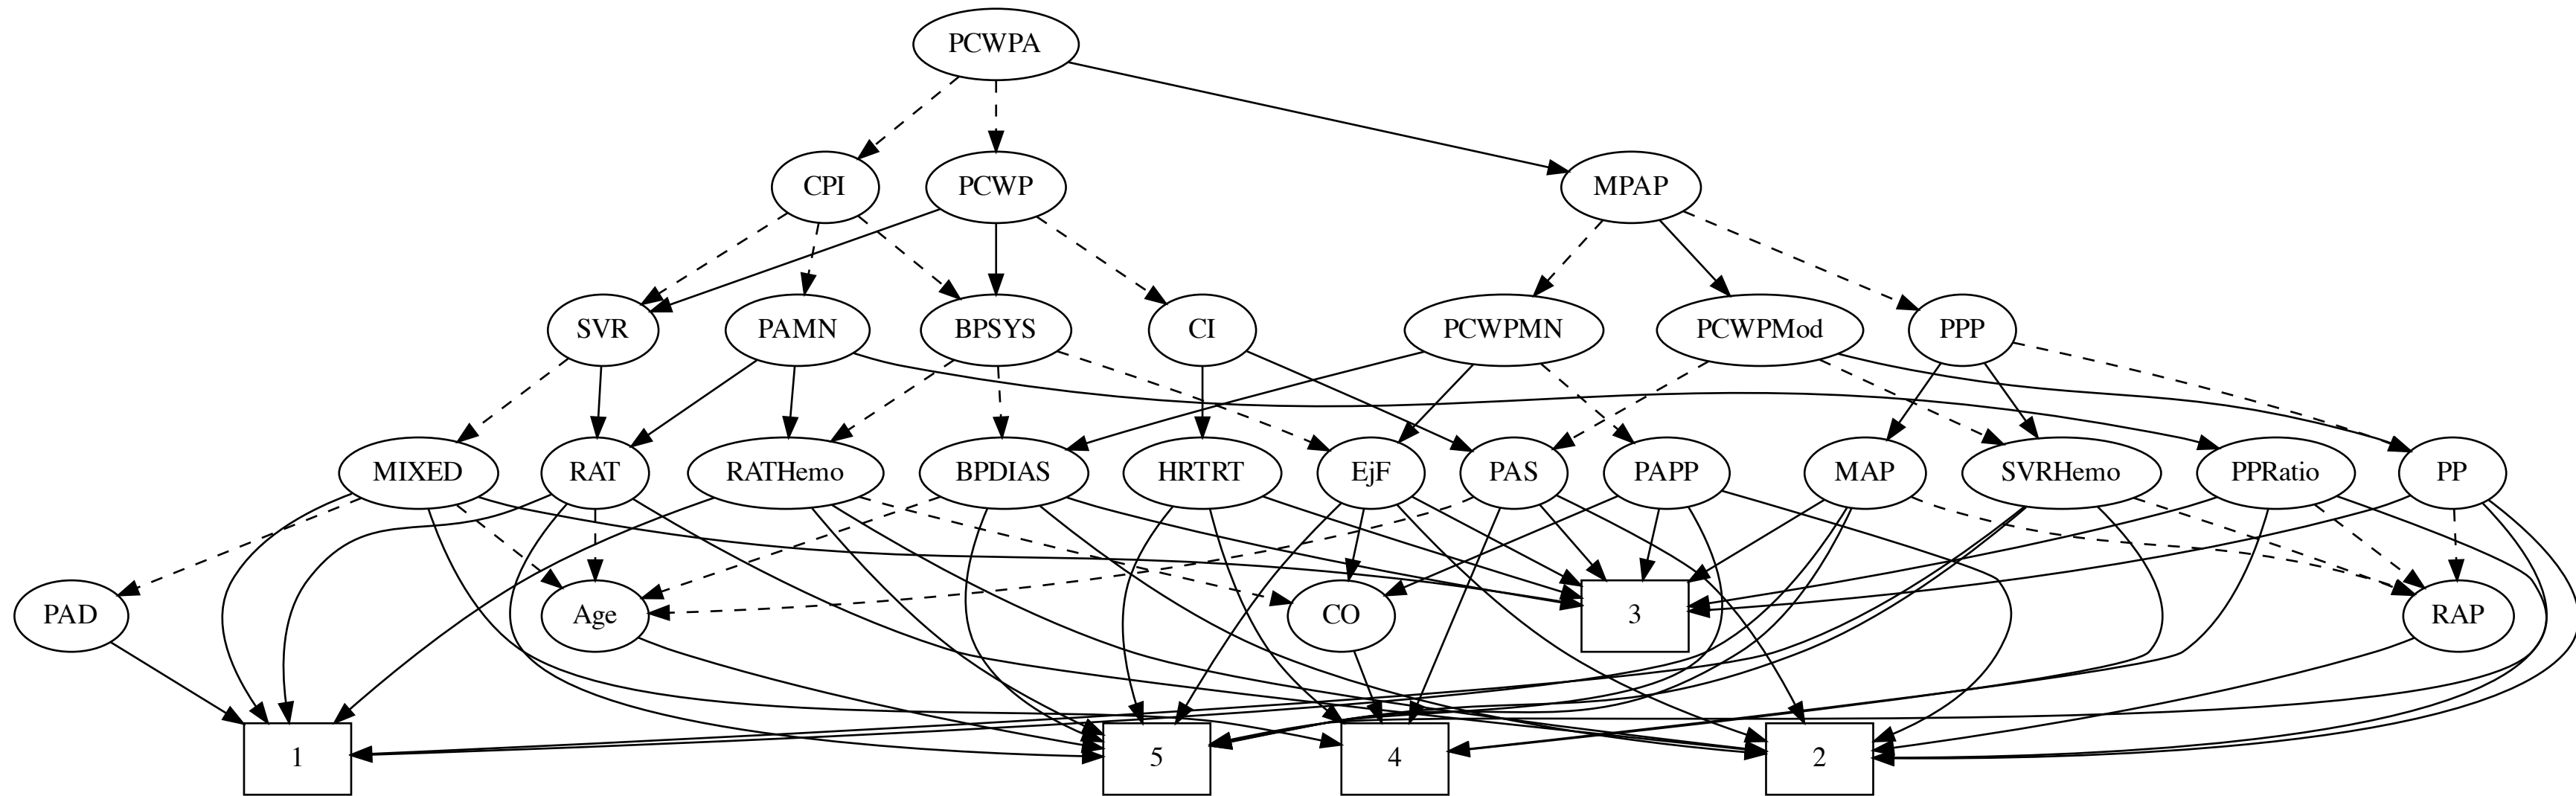 PCWPA
CPI
PCWP
MPAP
SVR
PAMN
BPSYS
CI
PCWPMN
PCWPMod
PPP
MIXED
RAT
RATHemo
BPDIAS
HRTRT
EjF
PAS
PAPP
MAP
SVRHemo
PPRatio
PP
PAD
Age
CO
3
RAP
1
5
4
2